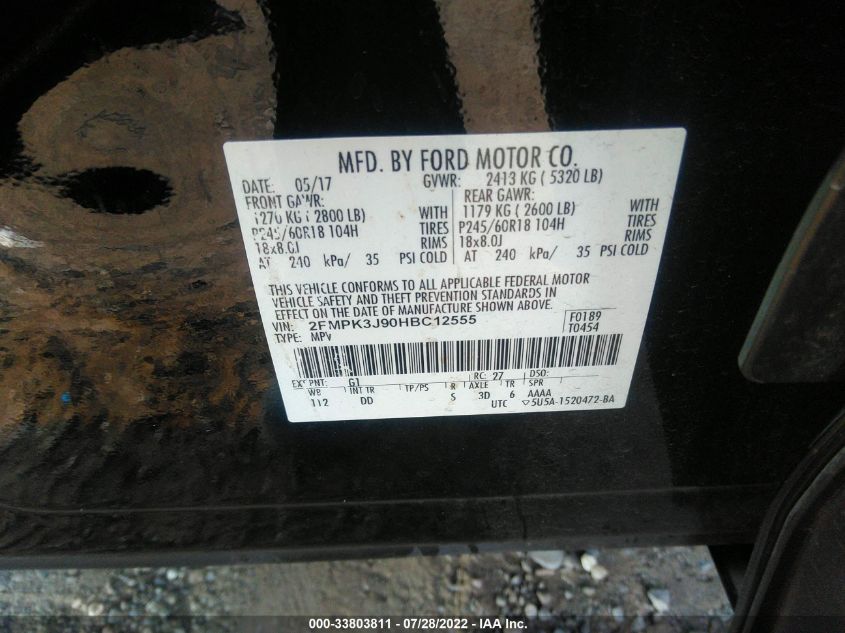 MFD. BY FORD MOTOR CO.
DATE: 05/17 GVWR: 2413 KG ( 5320 LB)
FRONT GAWR: REAR GAWR:
1270 KG ( 2800 LB) WITH 1179 KG ( 2600 LB) WITH
P245/60R18 104H TIRES P245/60R18 104H TIRES
18x8.0J RIMS 18x8.0J RIMS
AT 240 kPa/ 35 PSI COLD AT 240 kPa/ 35 PSI COLD
THIS VEHICLE CONFORMS TO ALL APPLICABLE FEDERAL MOTOR
VEHICLE SAFETY AND THEFT PREVENTION STANDARDS IN
EFFECT ON THE DATE OF MANUFACTURE SHOWN ABOVE.
VIN: 2FMPK3J90HBC12555 F0189
TYPE: MPV T0454
EXT PNT: G1 RC: 27 DSO:
WB INT TR TP/PS R AXLE TR SPR
112 DD S 3D 6 AAAA
UTC ▽5U5A-1520472-BA
000-33803811 - 07/28/2022 - IAA Inc.